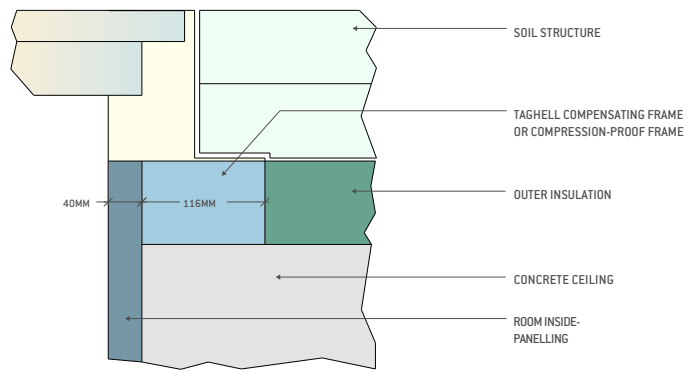 SOIL STRUCTURE
TAGHELL COMPENSATING FRAME
OR COMPRESSION-PROOF FRAME
OUTER INSULATION
40MM
116MM
CONCRETE CEILING
ROOM INSIDE-
PANELLING